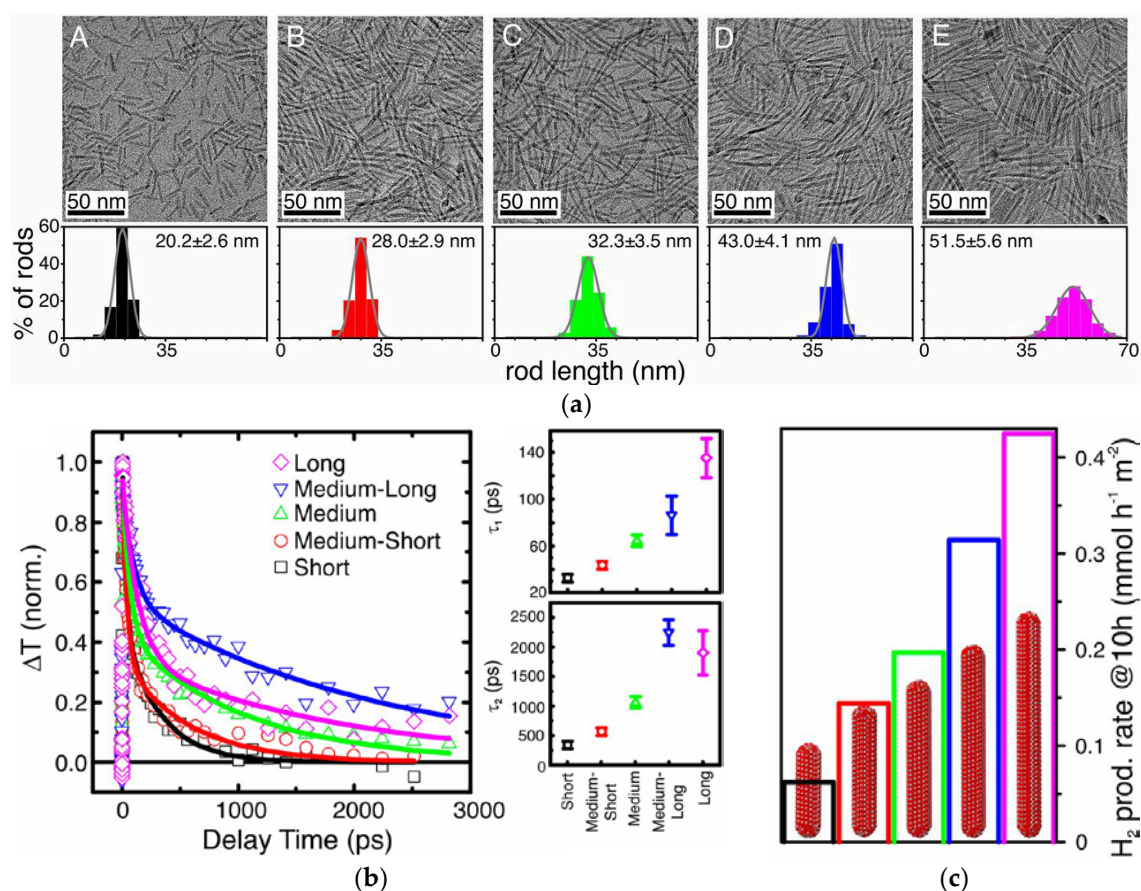 A B C D E
50 nm 50 nm 50 nm 50 nm 50 nm
% of rods
60
40
20
0
20.2±2.6 nm 28.0±2.9 nm 32.3±3.5 nm 43.0±4.1 nm 51.5±5.6 nm
0 35 0 35 0 35 0 35 0 35 70
rod length (nm)
(a)
ΔT (norm.)
1.0
0.8
0.6
0.4
0.2
0.0
Long
Medium-Long
Medium
Medium-Short
Short
0 1000 2000 3000
Delay Time (ps)
τ1 (ps)
140
100
60
20
τ2 (ps)
2500
2000
1500
1000
500
0
Short
Medium-
Short
Medium
Medium-
Long
Long
(b)
0.4
0.3
0.2
0.1
0
H2 prod. rate @10h (mmol h-1 m-2)
(c)